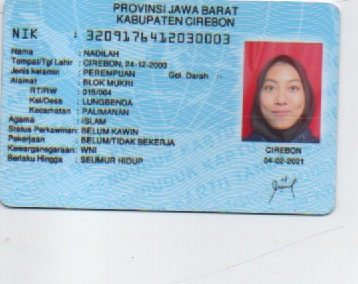 PROVINSI JAWA BARAT
KABUPATEN CIREBON
NIK : 3209176412030003
Nama : NADILAH
Tempat/Tgl Lahir : CIREBON, 24-12-2003
Jenis kelamin : PEREMPUAN Gol. Darah :
Alamat : BLOK MUKRI
RT/RW : 015/004
Kel/Desa : LUNGBENDA
Kecamatan : PALIMANAN
Agama : ISLAM
Status Perkawinan: BELUM KAWIN
Pekerjaan : BELUM/TIDAK BEKERJA
Kewarganegaraan: WNI
Berlaku Hingga : SEUMUR HIDUP
CIREBON
04-02-2021